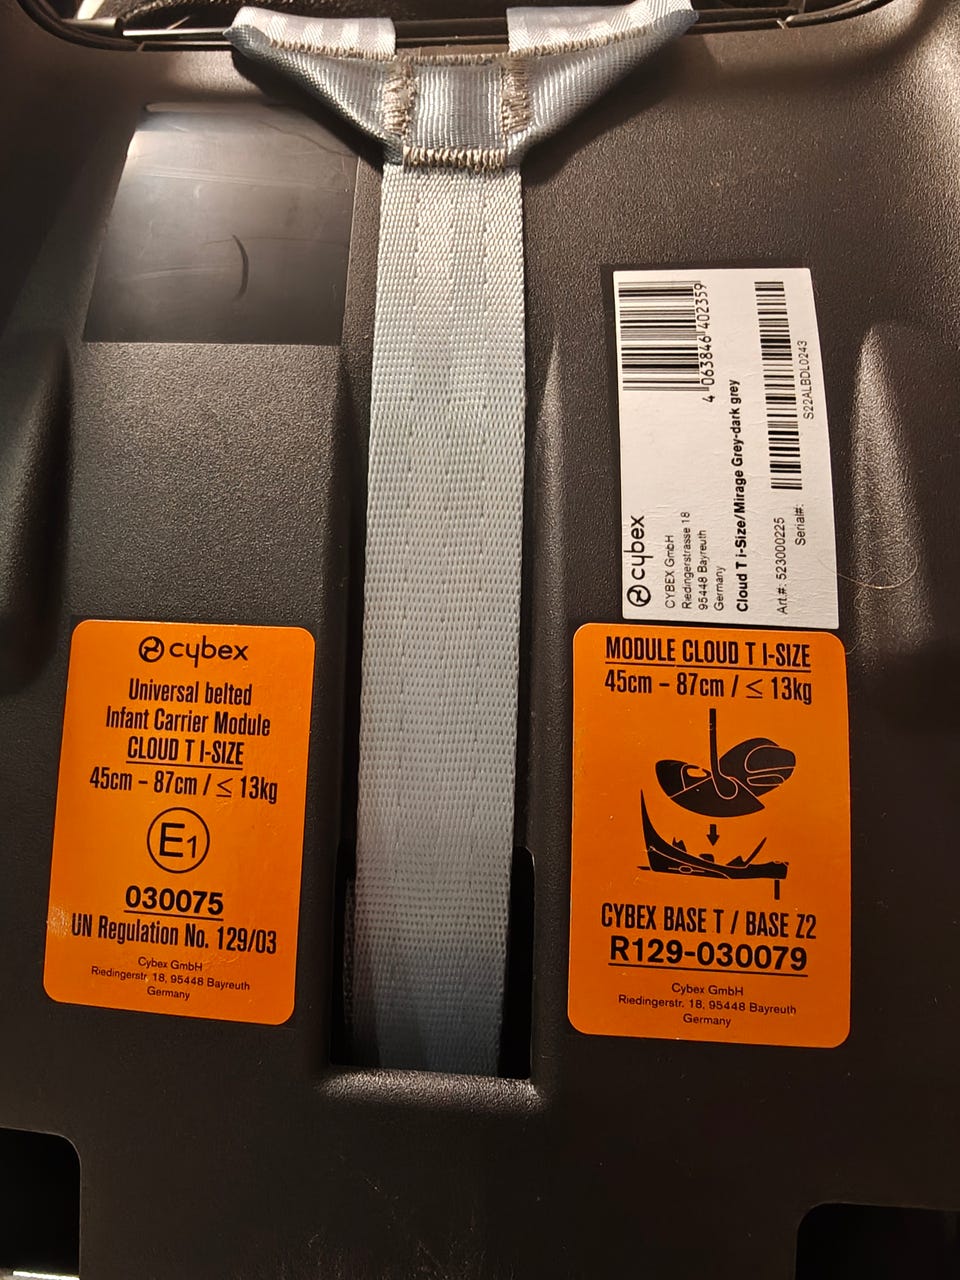 4 063846 402359
cybex
CYBEX GmbH
Riedingerstrasse 18
95448 Bayreuth
Germany
Cloud T i-Size/Mirage Grey-dark grey
Art.#: 523000225
Serial#:
S22ALBDL0243
cybex
Universal belted
Infant Carrier Module
CLOUD T I-SIZE
45cm – 87cm / ≤ 13kg
E1
030075
UN Regulation No. 129/03
Cybex GmbH
Riedingerstr. 18, 95448 Bayreuth
Germany
MODULE CLOUD T I-SIZE
45cm – 87cm / ≤ 13kg
CYBEX BASE T / BASE Z2
R129-030079
Cybex GmbH
Riedingerstr. 18, 95448 Bayreuth
Germany